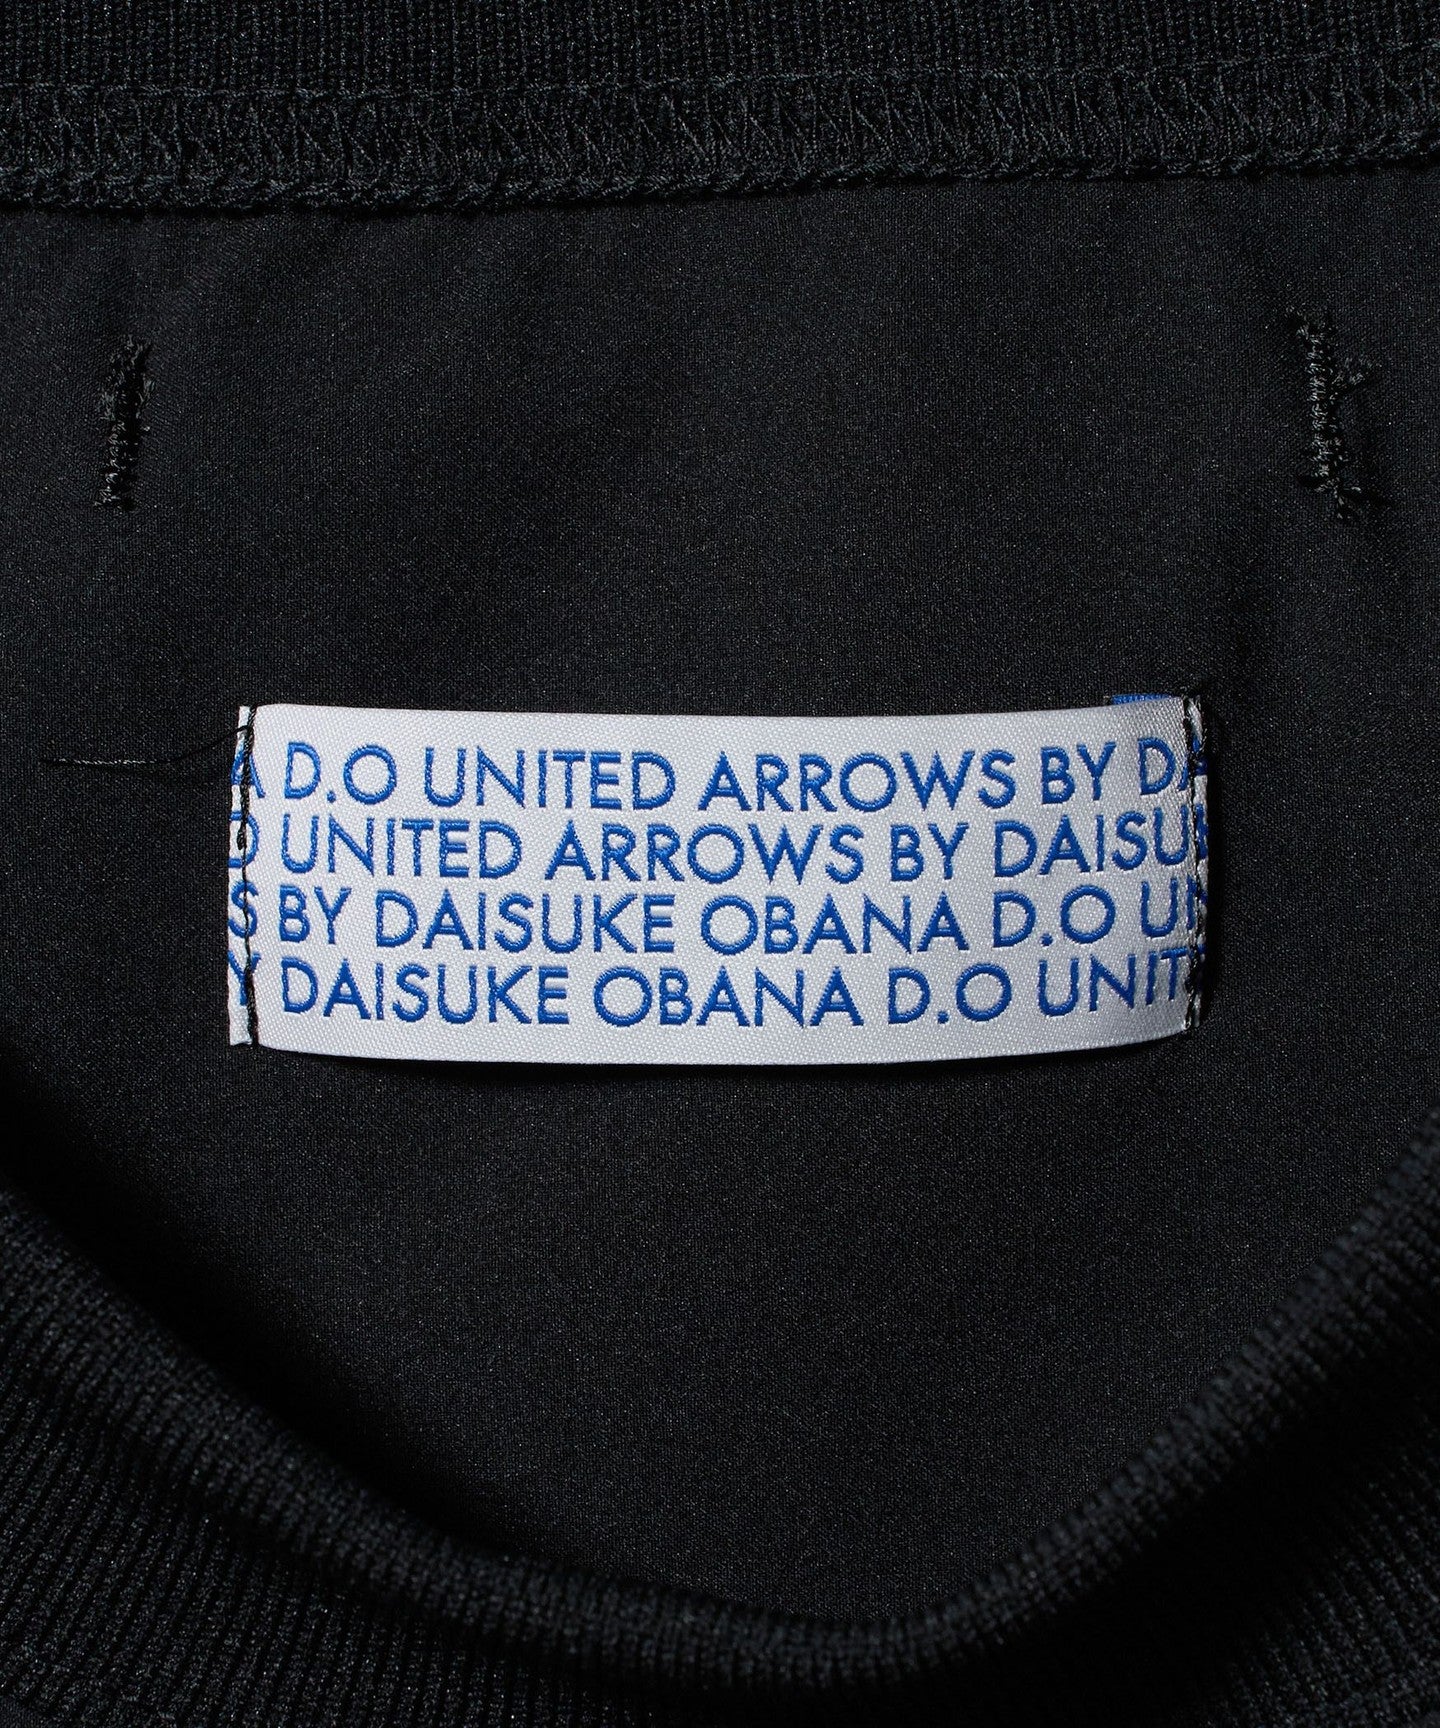 A D.O UNITED ARROWS BY DA
D UNITED ARROWS BY DAISU
S BY DAISUKE OBANA D.O UN
Y DAISUKE OBANA D.O UNIT